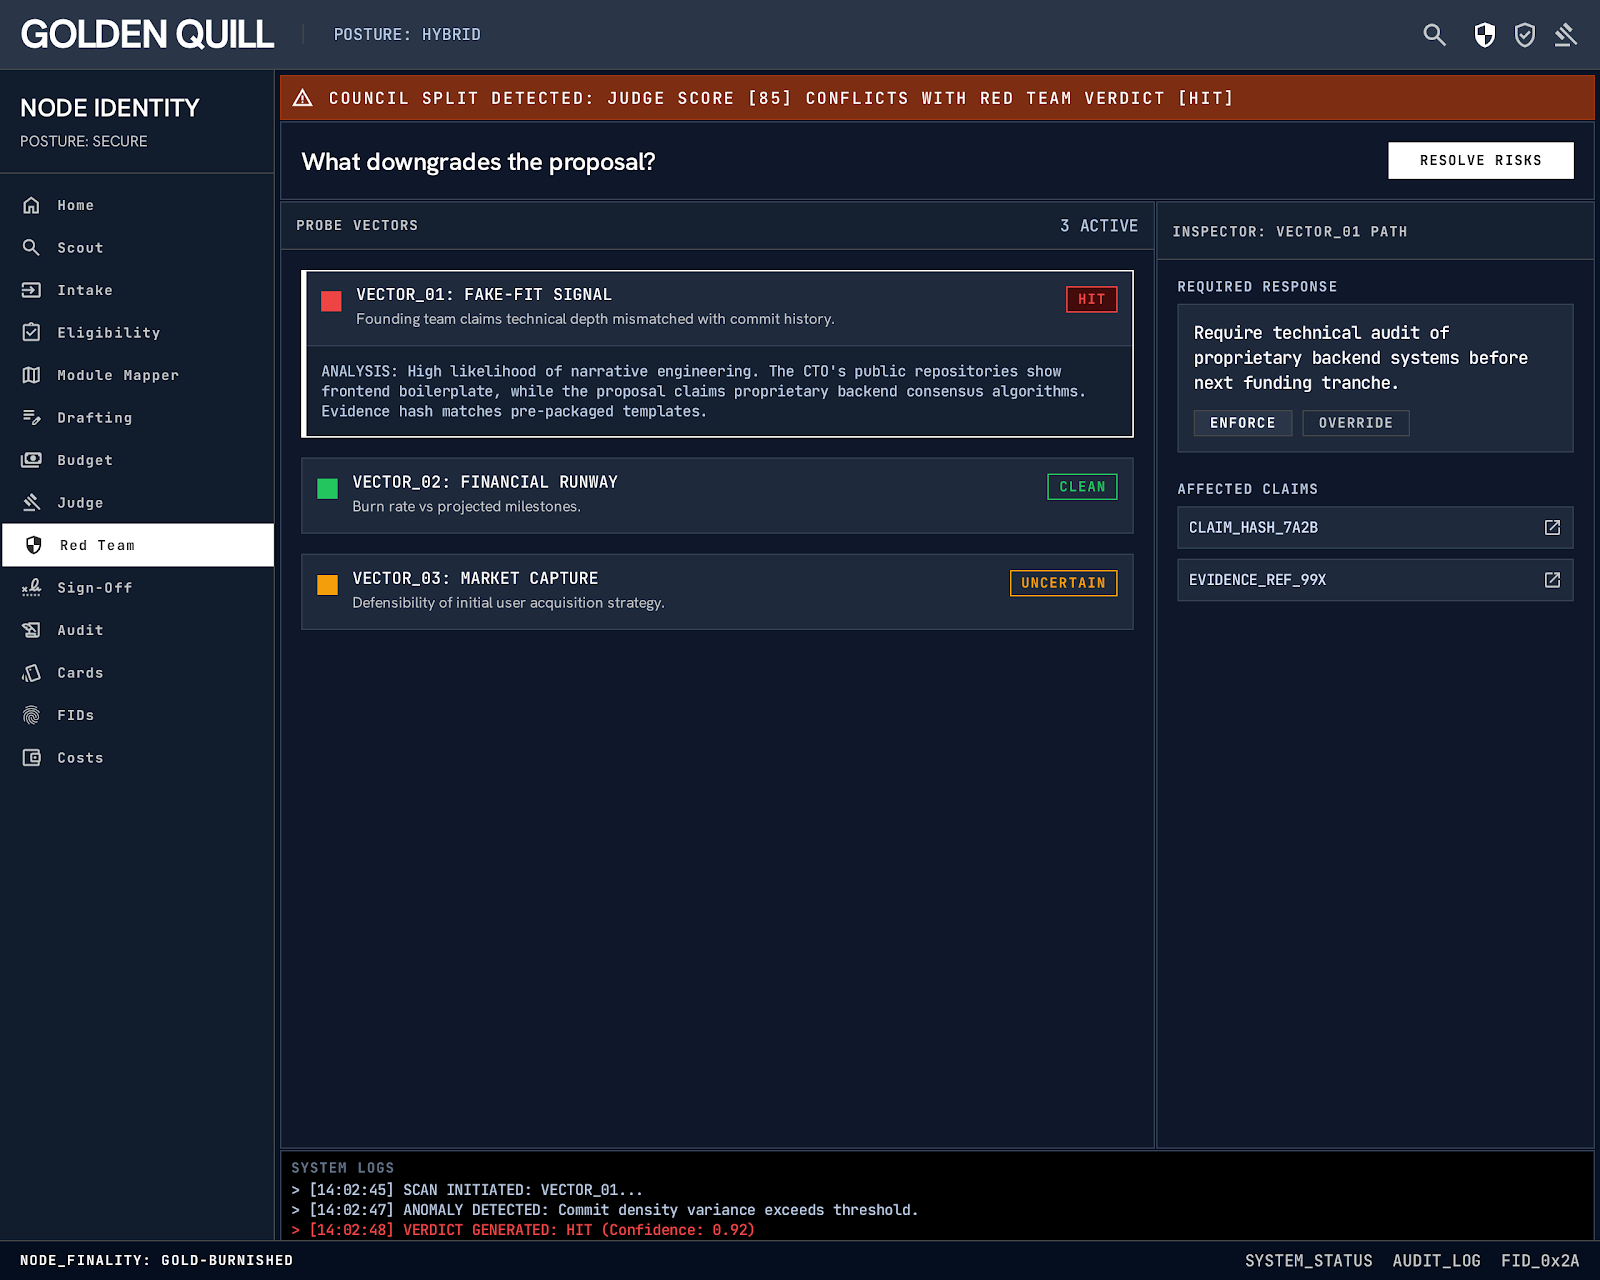 GOLDEN QUILL
POSTURE: HYBRID
NODE IDENTITY
POSTURE: SECURE
Home
Scout
Intake
Eligibility
Module Mapper
Drafting
Budget
Judge
Red Team
Sign-Off
Audit
Cards
FIDs
Costs
COUNCIL SPLIT DETECTED: JUDGE SCORE [85] CONFLICTS WITH RED TEAM VERDICT [HIT]
What downgrades the proposal?
RESOLVE RISKS
PROBE VECTORS
3 ACTIVE
VECTOR_01: FAKE-FIT SIGNAL
HIT
Founding team claims technical depth mismatched with commit history.
ANALYSIS: High likelihood of narrative engineering. The CTO's public repositories show
frontend boilerplate, while the proposal claims proprietary backend consensus algorithms.
Evidence hash matches pre-packaged templates.
VECTOR_02: FINANCIAL RUNWAY
CLEAN
Burn rate vs projected milestones.
VECTOR_03: MARKET CAPTURE
UNCERTAIN
Defensibility of initial user acquisition strategy.
INSPECTOR: VECTOR_01 PATH
REQUIRED RESPONSE
Require technical audit of
proprietary backend systems before
next funding tranche.
ENFORCE
OVERRIDE
AFFECTED CLAIMS
CLAIM_HASH_7A2B
EVIDENCE_REF_99X
SYSTEM LOGS
> [14:02:45] SCAN INITIATED: VECTOR_01...
> [14:02:47] ANOMALY DETECTED: Commit density variance exceeds threshold.
> [14:02:48] VERDICT GENERATED: HIT (Confidence: 0.92)
NODE_FINALITY: GOLD-BURNISHED
SYSTEM_STATUS
AUDIT_LOG
FID_0x2A